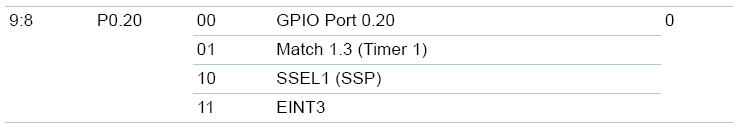 9:8 P0.20 00 GPIO Port 0.20 0
01 Match 1.3 (Timer 1)
10 SSEL1 (SSP)
11 EINT3